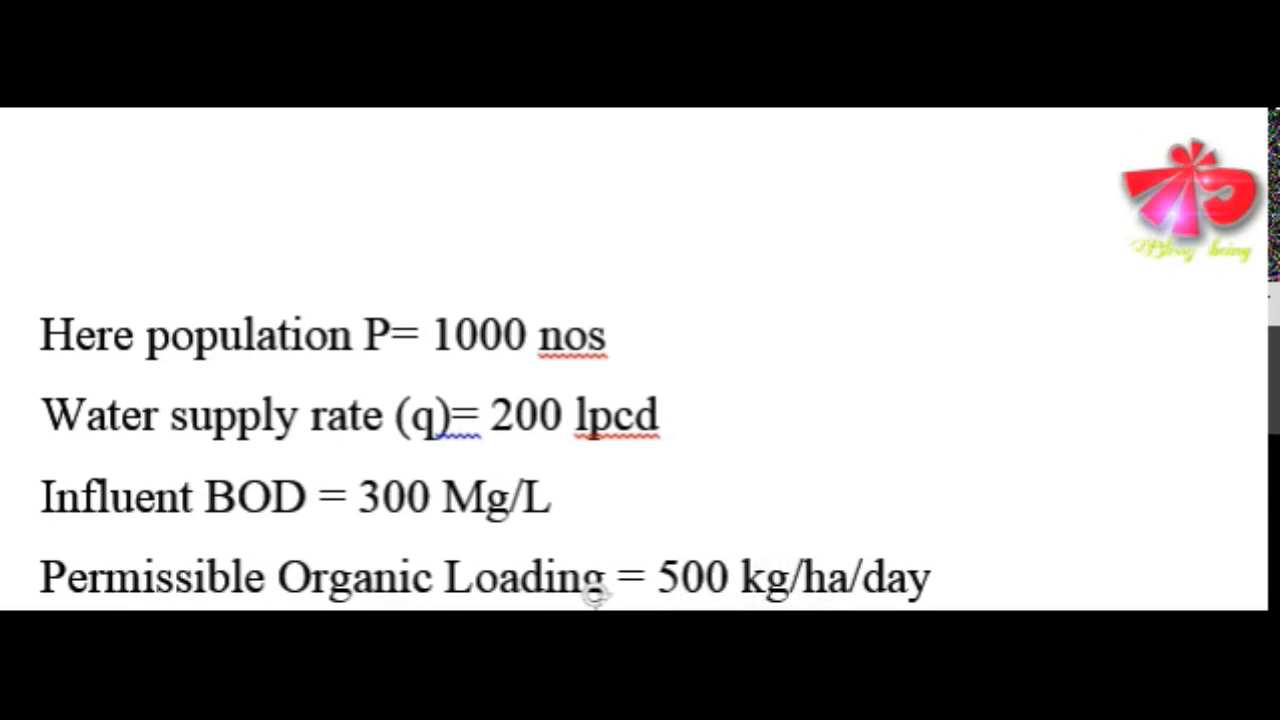 Here population P= 1000 nos
Water supply rate (q)= 200 lpcd
Influent BOD = 300 Mg/L
Permissible Organic Loading = 500 kg/ha/day